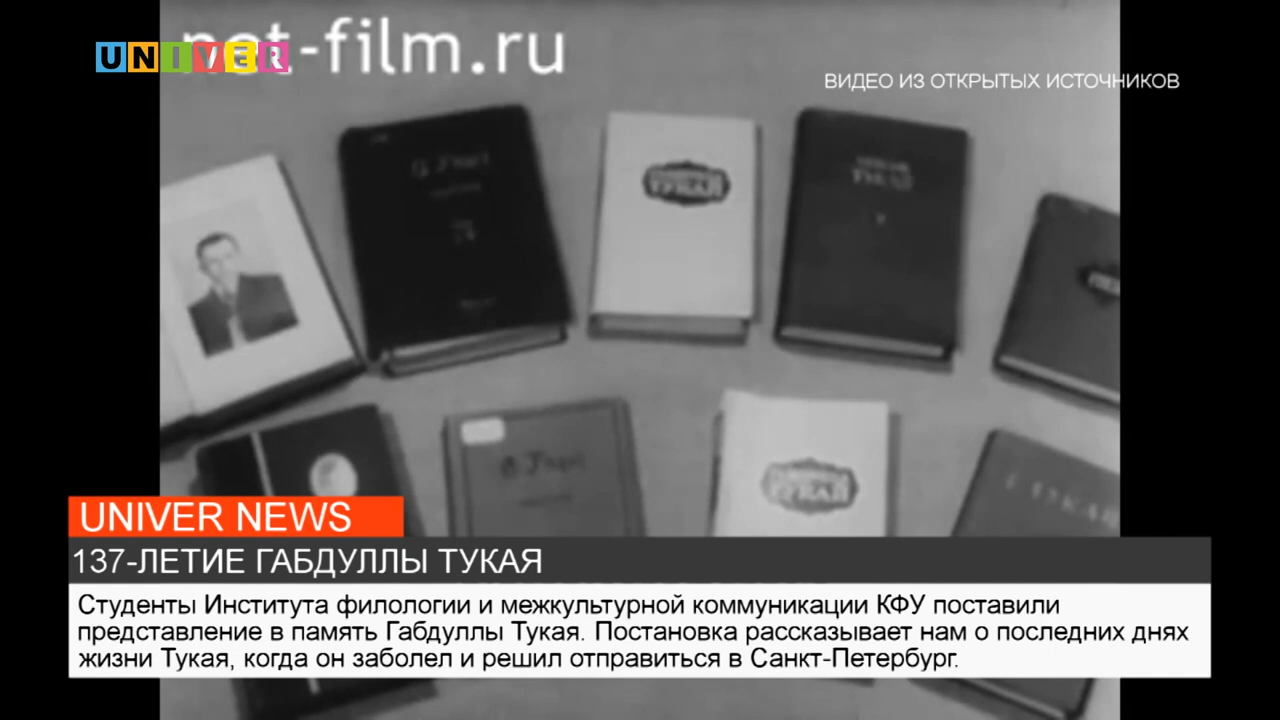 net-film.ru
UNIVER
ВИДЕО ИЗ ОТКРЫТЫХ ИСТОЧНИКОВ
ТУКАЙ
ТУКАЙ
ТУКАЙ
Г. ТУКАЙ
UNIVER NEWS
137-ЛЕТИЕ ГАБДУЛЛЫ ТУКАЯ
Студенты Института филологии и межкультурной коммуникации КФУ поставили
представление в память Габдуллы Тукая. Постановка рассказывает нам о последних днях
жизни Тукая, когда он заболел и решил отправиться в Санкт-Петербург.